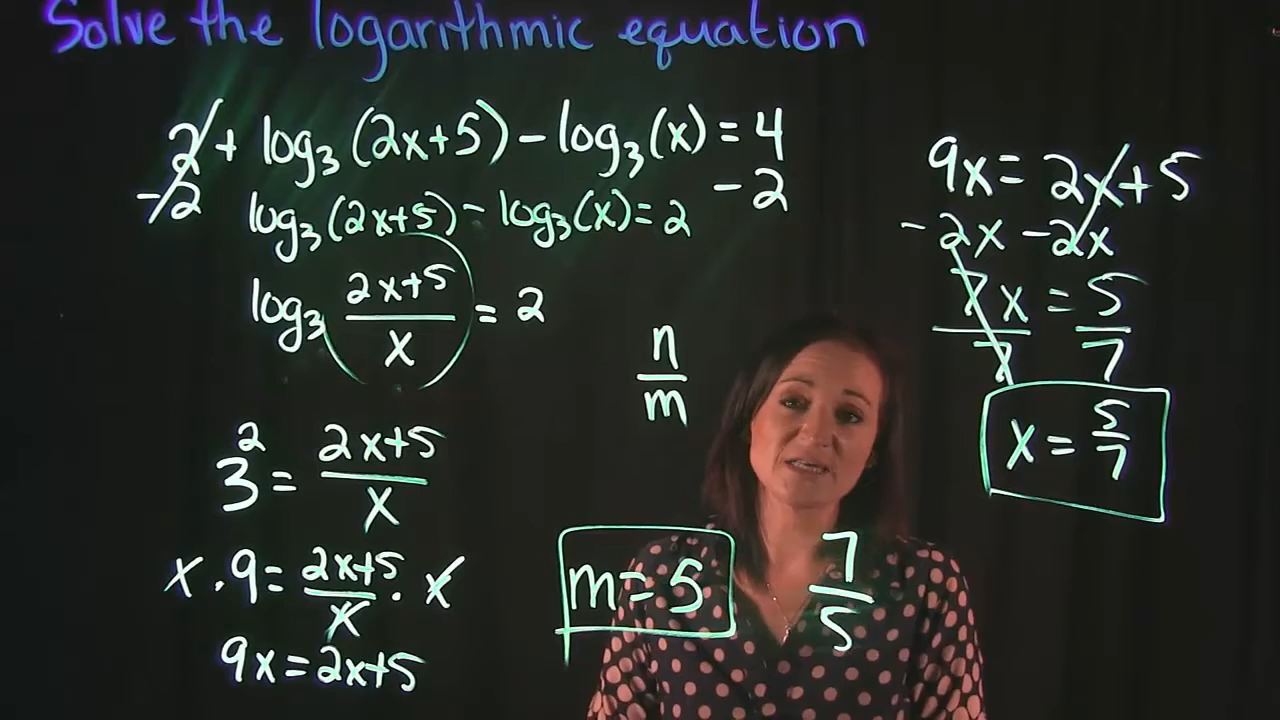 Solve the logarithmic equation
2 + log₃(2x+5) − log₃(x) = 4
−2 −2
log₃(2x+5) − log₃(x) = 2
log₃ (2x+5)/x = 2
3² = (2x+5)/x
x · 9 = (2x+5)/x · x
9x = 2x+5
n/m
m = 5
7/5
9x = 2x+5
−2x −2x
7x/7 = 5/7
x = 5/7